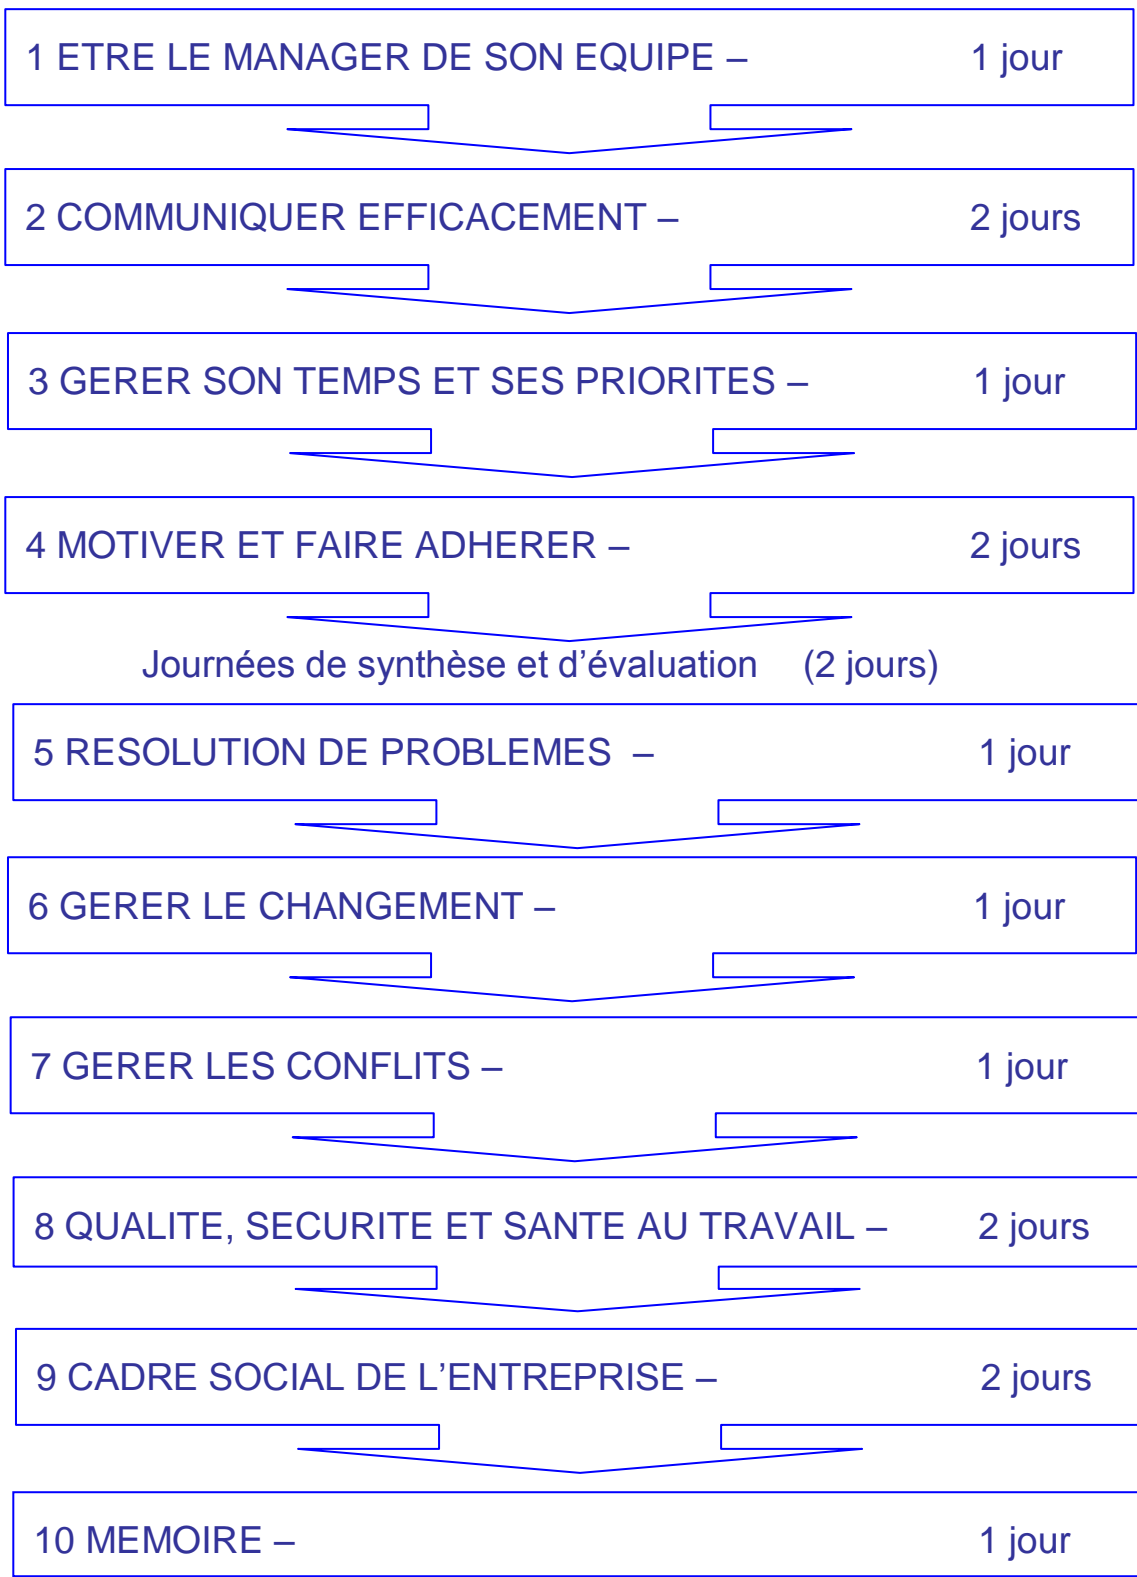 1 ETRE LE MANAGER DE SON EQUIPE – 1 jour
2 COMMUNIQUER EFFICACEMENT – 2 jours
3 GERER SON TEMPS ET SES PRIORITES – 1 jour
4 MOTIVER ET FAIRE ADHERER – 2 jours
Journées de synthèse et d’évaluation (2 jours)
5 RESOLUTION DE PROBLEMES – 1 jour
6 GERER LE CHANGEMENT – 1 jour
7 GERER LES CONFLITS – 1 jour
8 QUALITE, SECURITE ET SANTE AU TRAVAIL – 2 jours
9 CADRE SOCIAL DE L’ENTREPRISE – 2 jours
10 MEMOIRE – 1 jour